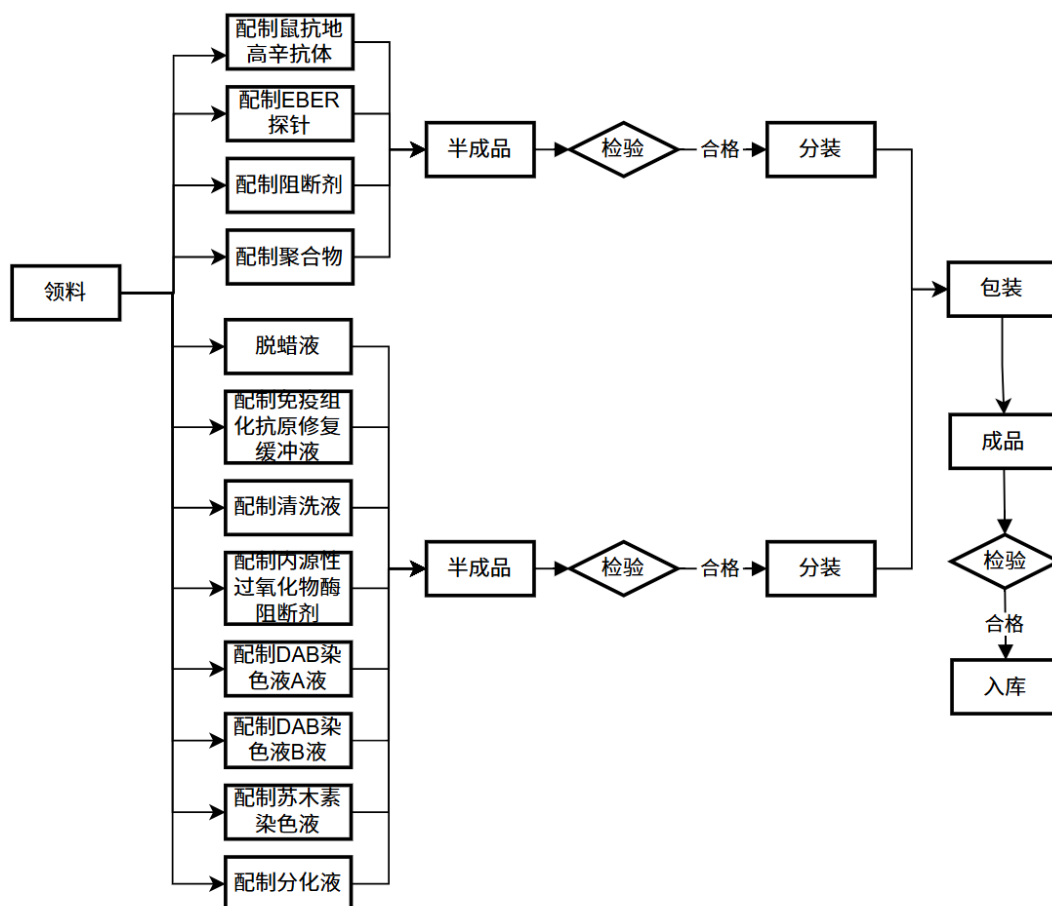 配制鼠抗地
高辛抗体
配制EBER
探针
半成品
检验
合格
分装
配制阻断剂
配制聚合物
领料
包装
脱蜡液
配制免疫组
化抗原修复
缓冲液
成品
配制清洗液
配制内源性
过氧化物酶
阻断剂
半成品
检验
合格
分装
检验
合格
配制DAB染
色液A液
入库
配制DAB染
色液B液
配制苏木素
染色液
配制分化液